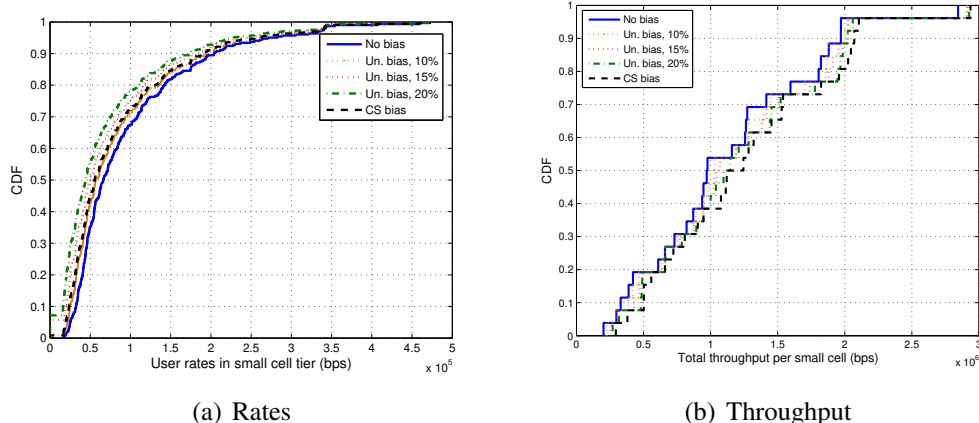 1
0.9
0.8
0.7
0.6
0.5
0.4
0.3
0.2
0.1
0
CDF
0 0.5 1 1.5 2 2.5 3 3.5 4 4.5 5
x 10^5
User rates in small cell tier (bps)
No bias
Un. bias, 10%
Un. bias, 15%
Un. bias, 20%
CS bias
(a) Rates
1
0.9
0.8
0.7
0.6
0.5
0.4
0.3
0.2
0.1
0
CDF
0 0.5 1 1.5 2 2.5 3
x 10^6
Total throughput per small cell (bps)
No bias
Un. bias, 10%
Un. bias, 15%
Un. bias, 20%
CS bias
(b) Throughput